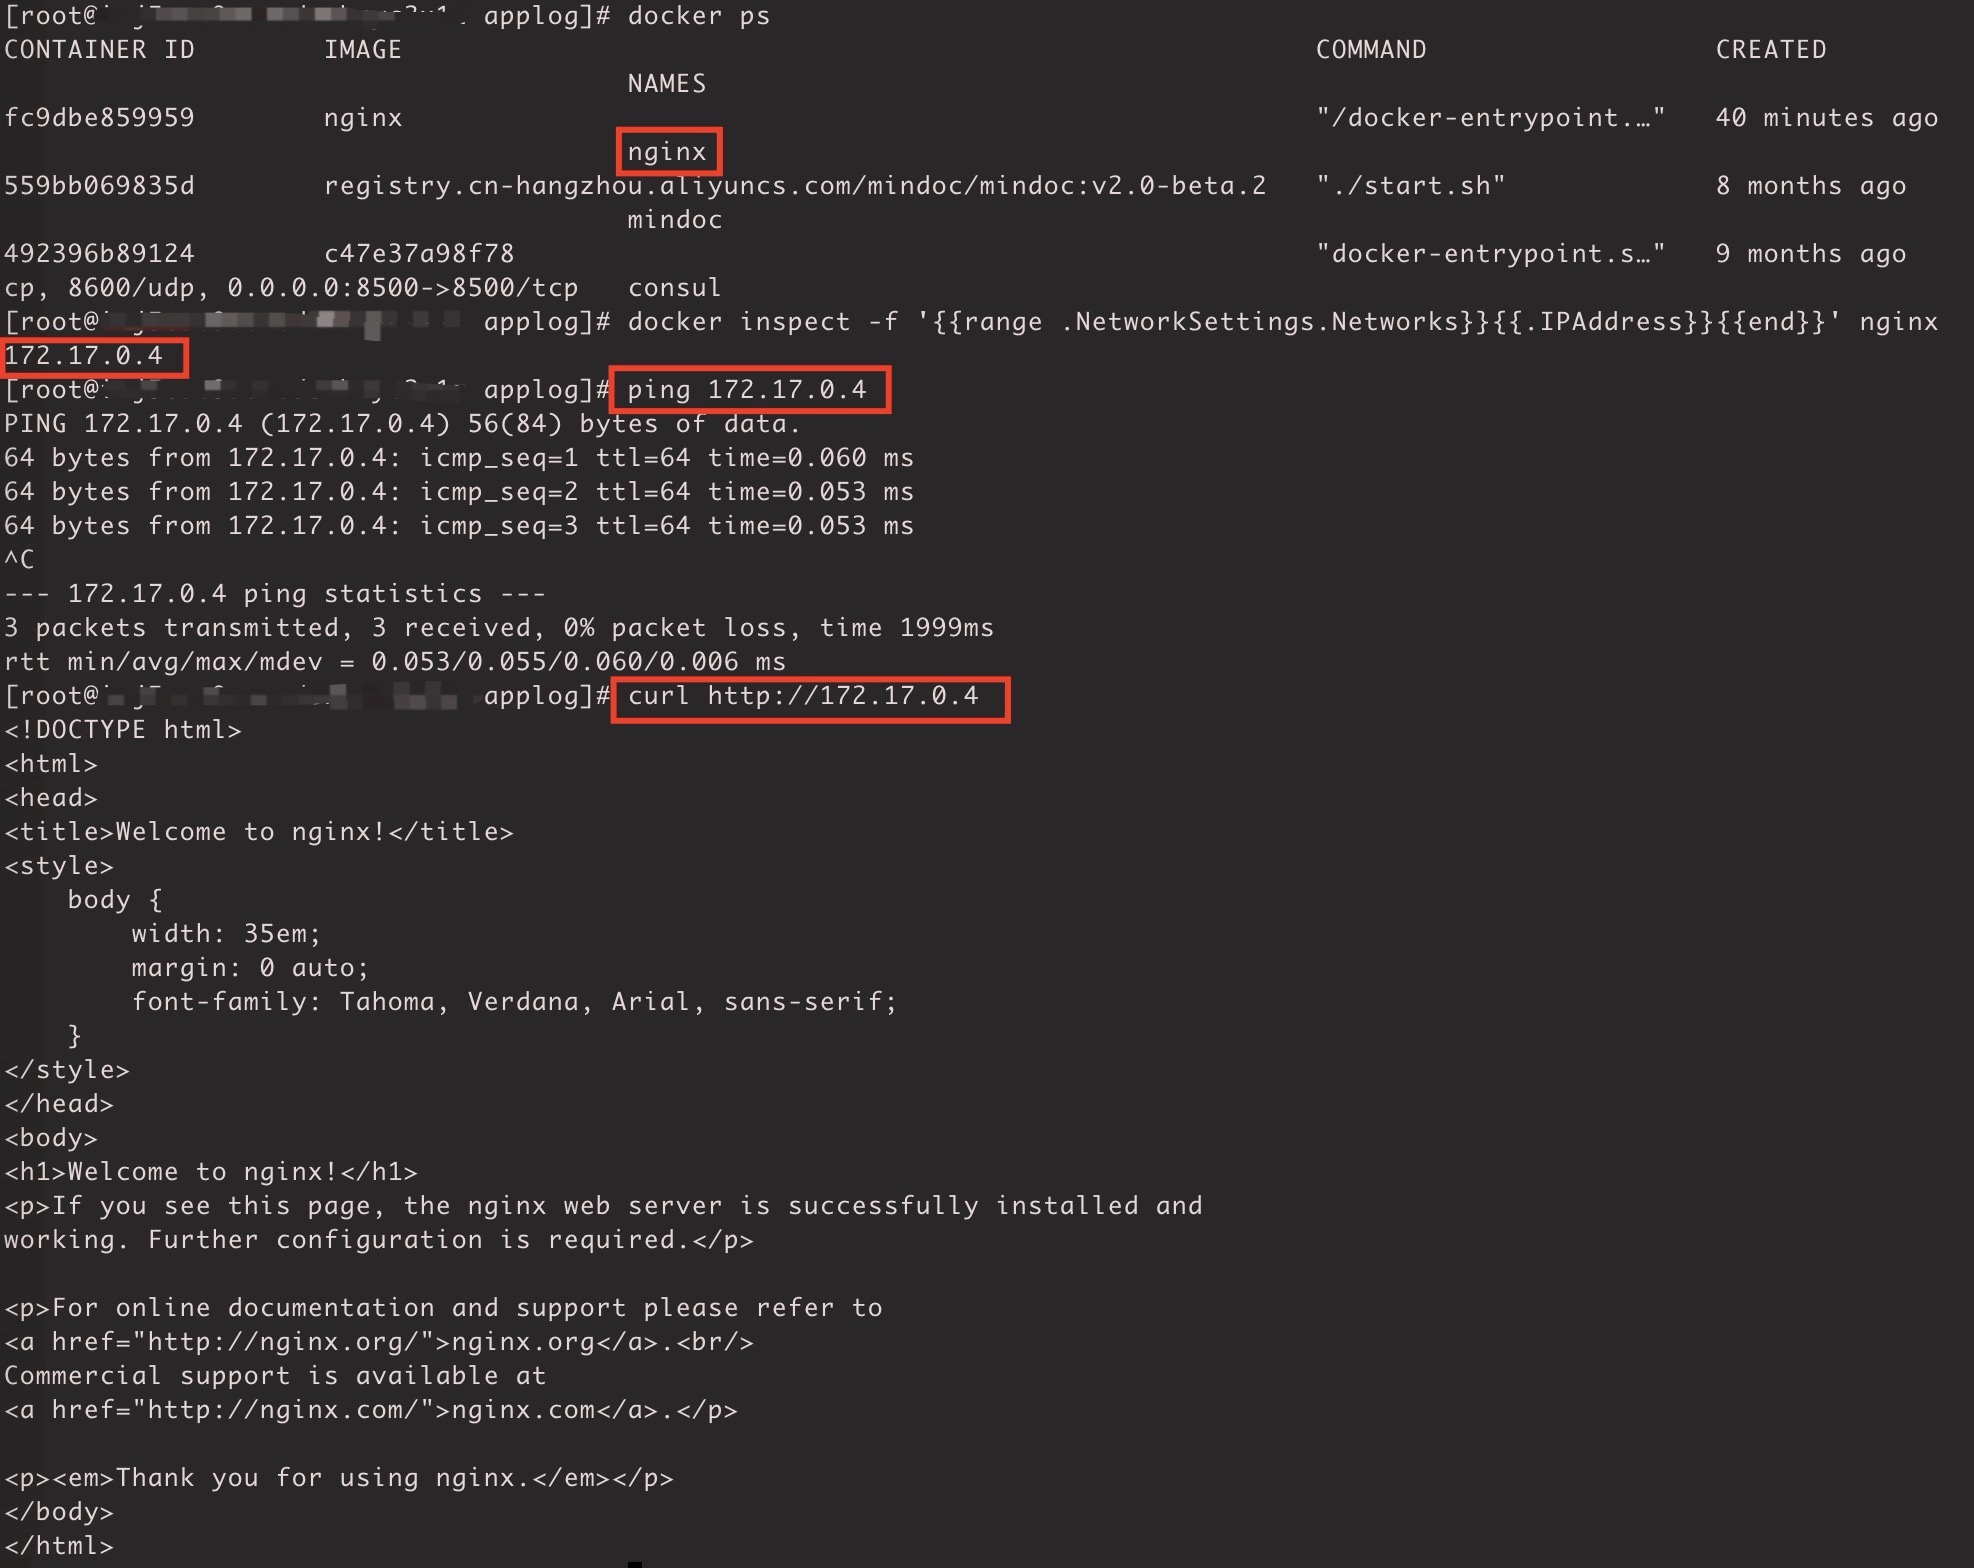 [root@ applog]# docker ps
CONTAINER ID        IMAGE                                                         COMMAND                  CREATED
                                       NAMES
fc9dbe859959        nginx                                                         "/docker-entrypoint.…"   40 minutes ago
                                       nginx
559bb069835d        registry.cn-hangzhou.aliyuncs.com/mindoc/mindoc:v2.0-beta.2   "./start.sh"             8 months ago
                                       mindoc
492396b89124        c47e37a98f78                                                  "docker-entrypoint.s…"   9 months ago
cp, 8600/udp, 0.0.0.0:8500->8500/tcp   consul
[root@ applog]# docker inspect -f '{{range .NetworkSettings.Networks}}{{.IPAddress}}{{end}}' nginx
172.17.0.4
[root@ applog]# ping 172.17.0.4
PING 172.17.0.4 (172.17.0.4) 56(84) bytes of data.
64 bytes from 172.17.0.4: icmp_seq=1 ttl=64 time=0.060 ms
64 bytes from 172.17.0.4: icmp_seq=2 ttl=64 time=0.053 ms
64 bytes from 172.17.0.4: icmp_seq=3 ttl=64 time=0.053 ms
^C
--- 172.17.0.4 ping statistics ---
3 packets transmitted, 3 received, 0% packet loss, time 1999ms
rtt min/avg/max/mdev = 0.053/0.055/0.060/0.006 ms
[root@ applog]# curl http://172.17.0.4
<!DOCTYPE html>
<html>
<head>
<title>Welcome to nginx!</title>
<style>
    body {
        width: 35em;
        margin: 0 auto;
        font-family: Tahoma, Verdana, Arial, sans-serif;
    }
</style>
</head>
<body>
<h1>Welcome to nginx!</h1>
<p>If you see this page, the nginx web server is successfully installed and
working. Further configuration is required.</p>

<p>For online documentation and support please refer to
<a href="http://nginx.org/">nginx.org</a>.<br/>
Commercial support is available at
<a href="http://nginx.com/">nginx.com</a>.</p>

<p><em>Thank you for using nginx.</em></p>
</body>
</html>